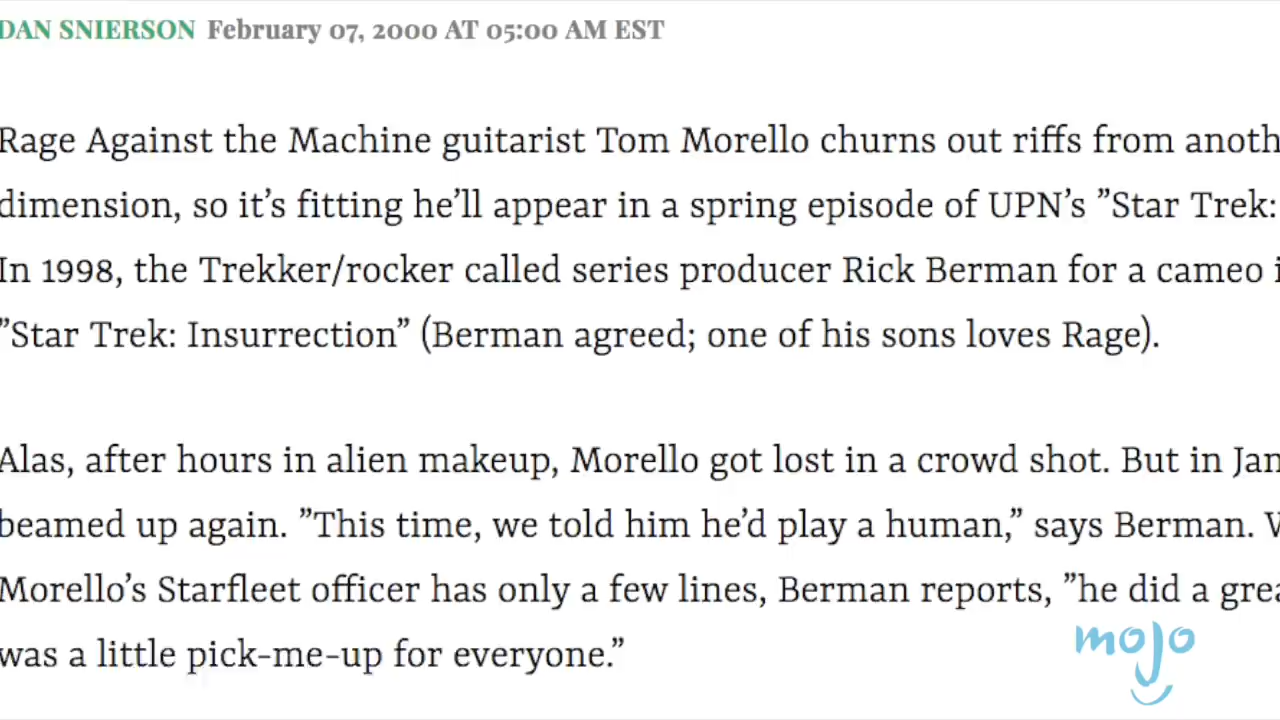 DAN SNIERSON February 07, 2000 AT 05:00 AM EST
Rage Against the Machine guitarist Tom Morello churns out riffs from anoth
dimension, so it’s fitting he’ll appear in a spring episode of UPN’s ”Star Trek:
In 1998, the Trekker/rocker called series producer Rick Berman for a cameo i
”Star Trek: Insurrection” (Berman agreed; one of his sons loves Rage).
Alas, after hours in alien makeup, Morello got lost in a crowd shot. But in Jan
beamed up again. ”This time, we told him he’d play a human,” says Berman.
Morello’s Starfleet officer has only a few lines, Berman reports, ”he did a grea
was a little pick-me-up for everyone.”
mojo